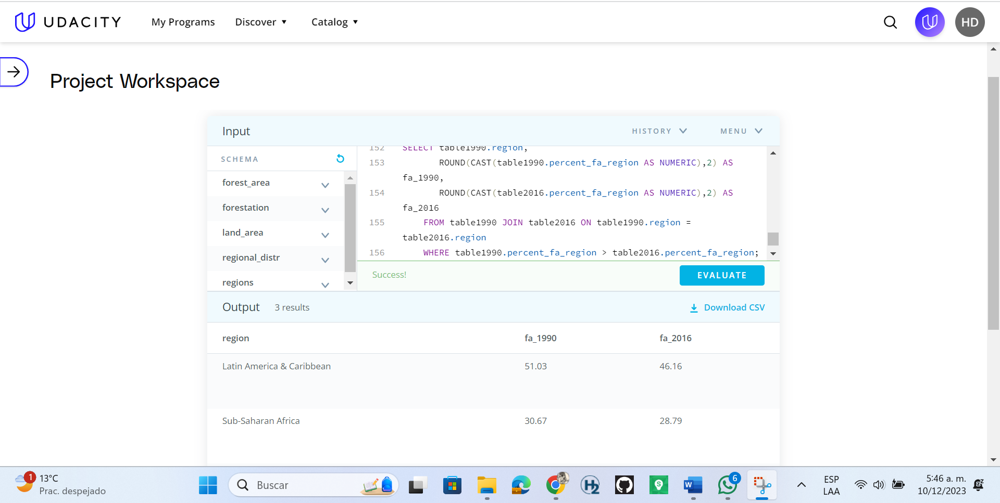 UDACITY
My Programs
Discover ▼
Catalog ▼
HD
Project Workspace
Input
HISTORY
MENU
SCHEMA
forest_area
forestation
land_area
regional_distr
regions
152 SELECT table1990.region,
153 ROUND(CAST(table1990.percent_fa_region AS NUMERIC),2) AS
fa_1990,
154 ROUND(CAST(table2016.percent_fa_region AS NUMERIC),2) AS
fa_2016
155 FROM table1990 JOIN table2016 ON table1990.region =
table2016.region
156 WHERE table1990.percent_fa_region > table2016.percent_fa_region;
Success!
EVALUATE
Output 3 results
Download CSV
region fa_1990 fa_2016
Latin America & Caribbean 51.03 46.16
Sub-Saharan Africa 30.67 28.79
1
13°C
Prac. despejado
Buscar
H2
S
W
6
ESP
LAA
5:46 a. m.
10/12/2023